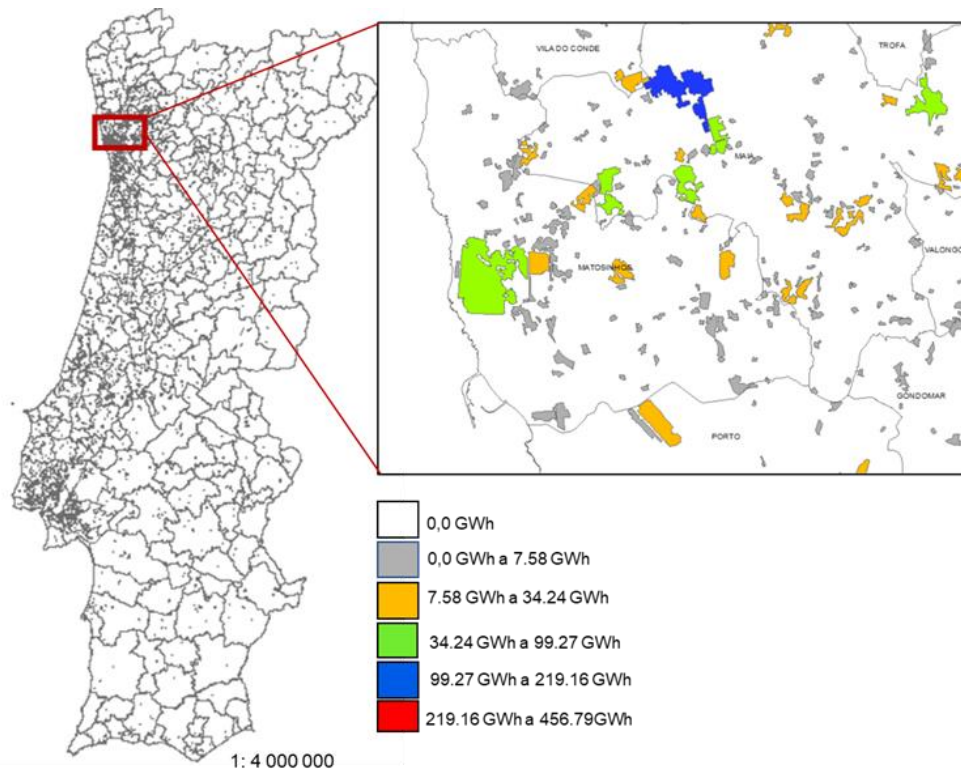 VILA DO CONDE
TROFA
MAIA
VALONGO
MATOSINHOS
GONDOMAR
PORTO
0,0 GWh
0,0 GWh a 7.58 GWh
7.58 GWh a 34.24 GWh
34.24 GWh a 99.27 GWh
99.27 GWh a 219.16 GWh
219.16 GWh a 456.79GWh
1: 4 000 000